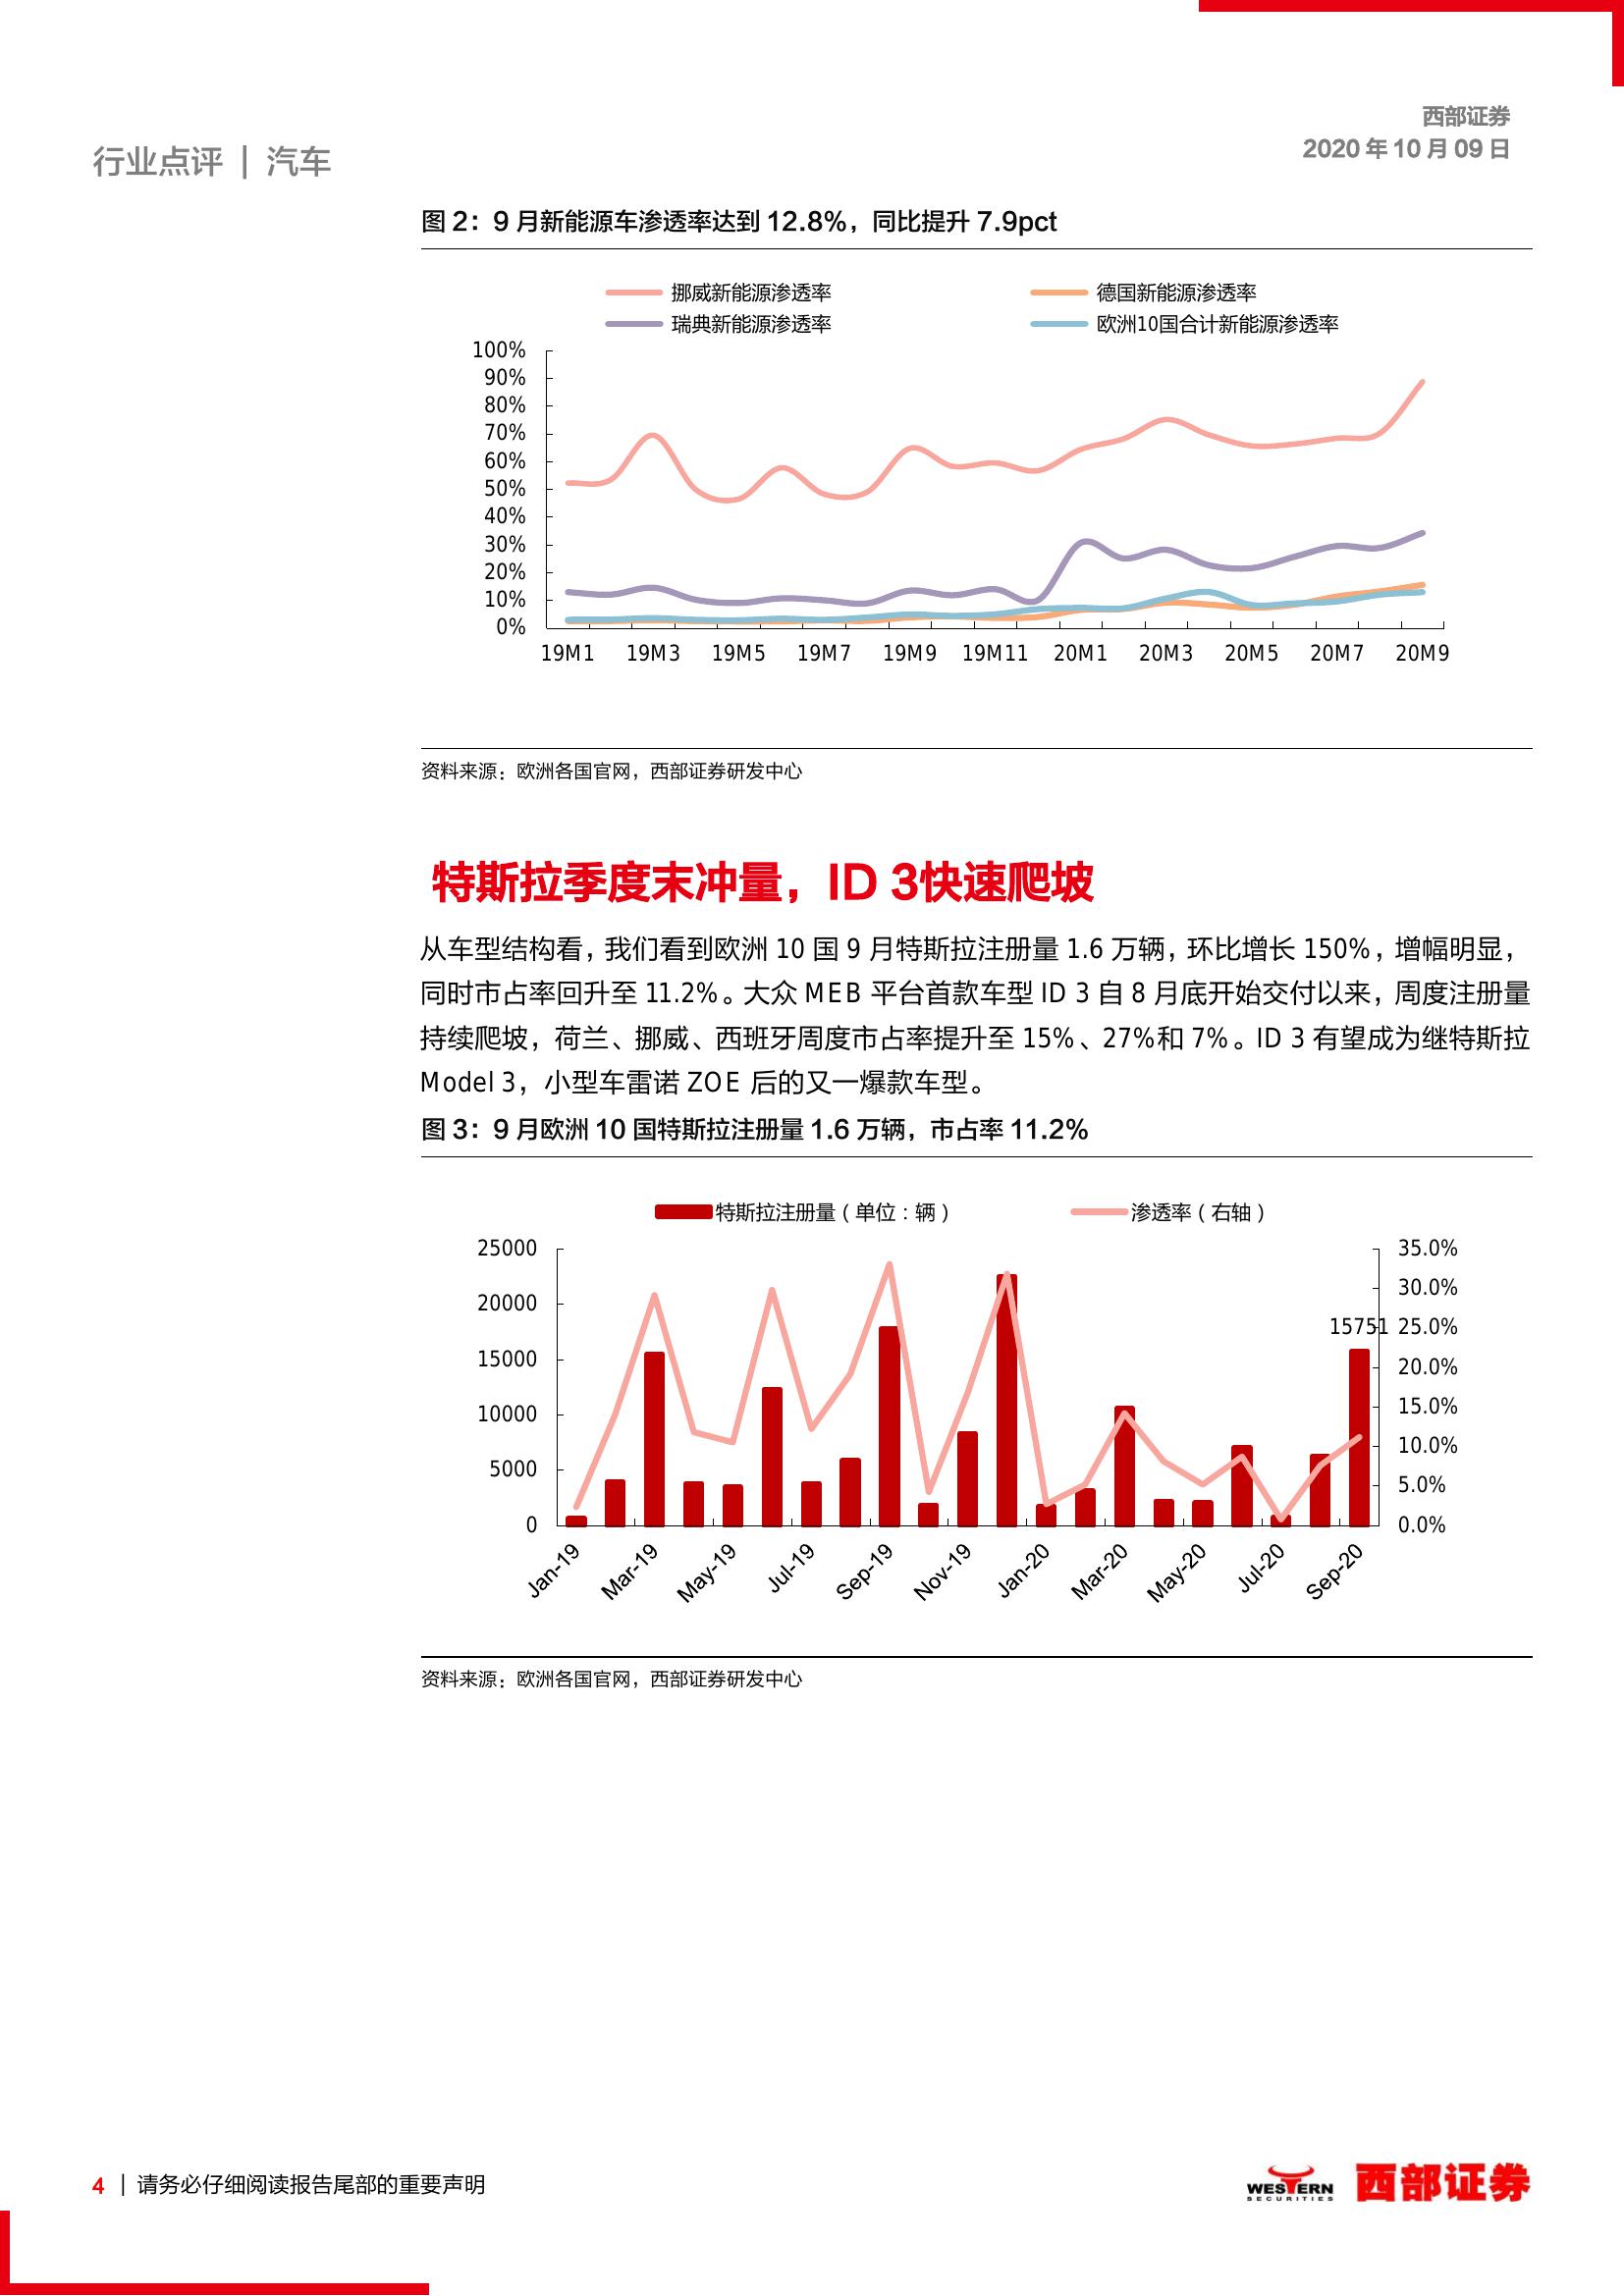 西部证券
2020 年 10 月 09 日
行业点评 | 汽车
图 2：9 月新能源车渗透率达到 12.8%，同比提升 7.9pct
挪威新能源渗透率 德国新能源渗透率
瑞典新能源渗透率 欧洲10国合计新能源渗透率
100%
90%
80%
70%
60%
50%
40%
30%
20%
10%
0%
19M1 19M3 19M5 19M7 19M9 19M11 20M1 20M3 20M5 20M7 20M9
资料来源：欧洲各国官网，西部证券研发中心
特斯拉季度末冲量，ID 3快速爬坡
从车型结构看，我们看到欧洲 10 国 9 月特斯拉注册量 1.6 万辆，环比增长 150%，增幅明显，
同时市占率回升至 11.2%。大众 MEB 平台首款车型 ID 3 自 8 月底开始交付以来，周度注册量
持续爬坡，荷兰、挪威、西班牙周度市占率提升至 15%、27%和 7%。ID 3 有望成为继特斯拉
Model 3，小型车雷诺 ZOE 后的又一爆款车型。
图 3：9 月欧洲 10 国特斯拉注册量 1.6 万辆，市占率 11.2%
特斯拉注册量（单位：辆） 渗透率（右轴）
25000 35.0%
30.0%
20000
15751 25.0%
15000 20.0%
15.0%
10000
10.0%
5000 5.0%
0 0.0%
Jan-19 Mar-19 May-19 Jul-19 Sep-19 Nov-19 Jan-20 Mar-20 May-20 Jul-20 Sep-20
资料来源：欧洲各国官网，西部证券研发中心
4 | 请务必仔细阅读报告尾部的重要声明
WESTERN
SECURITIES
西部证券